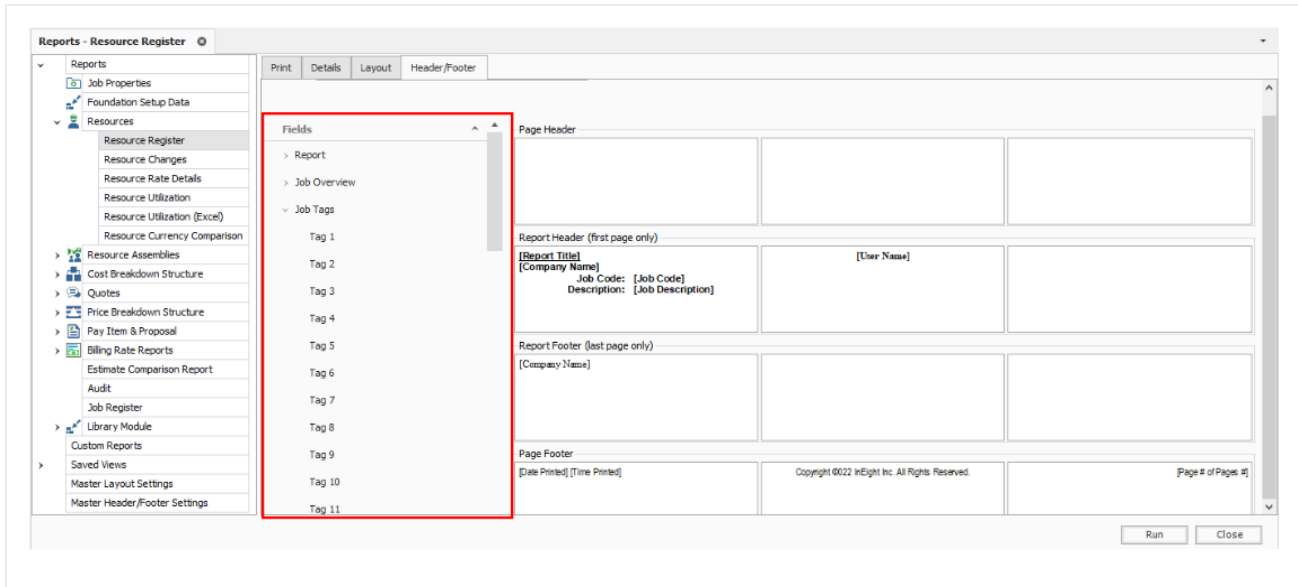 Reports - Resource Register
Reports
Job Properties
Foundation Setup Data
Resources
Resource Register
Resource Changes
Resource Rate Details
Resource Utilization
Resource Utilization (Excel)
Resource Currency Comparison
Resource Assemblies
Cost Breakdown Structure
Quotes
Price Breakdown Structure
Pay Item & Proposal
Billing Rate Reports
Estimate Comparison Report
Audit
Job Register
Library Module
Custom Reports
Saved Views
Master Layout Settings
Master Header/Footer Settings
Print Details Layout Header/Footer
Fields
Report
Job Overview
Job Tags
Tag 1
Tag 2
Tag 3
Tag 4
Tag 5
Tag 6
Tag 7
Tag 8
Tag 9
Tag 10
Tag 11
Page Header
Report Header (first page only)
[Report Title]
[Company Name]
Job Code: [Job Code]
Description: [Job Description]
[User Name]
Report Footer (last page only)
[Company Name]
Page Footer
[Date Printed] [Time Printed]
Copyright ©2022 InEight Inc. All Rights Reserved.
[Page # of Pages #]
Run Close